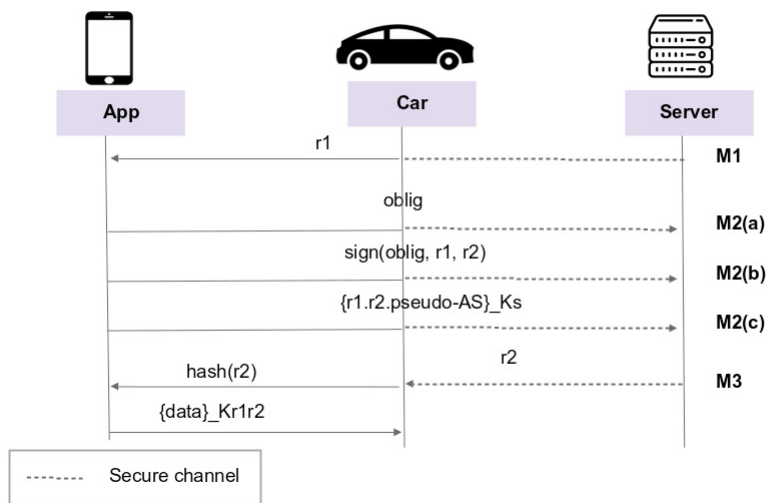 App
Car
Server
r1
M1
oblig
M2(a)
sign(oblig, r1, r2)
M2(b)
{r1.r2.pseudo-AS}_Ks
M2(c)
r2
hash(r2)
M3
{data}_Kr1r2
Secure channel